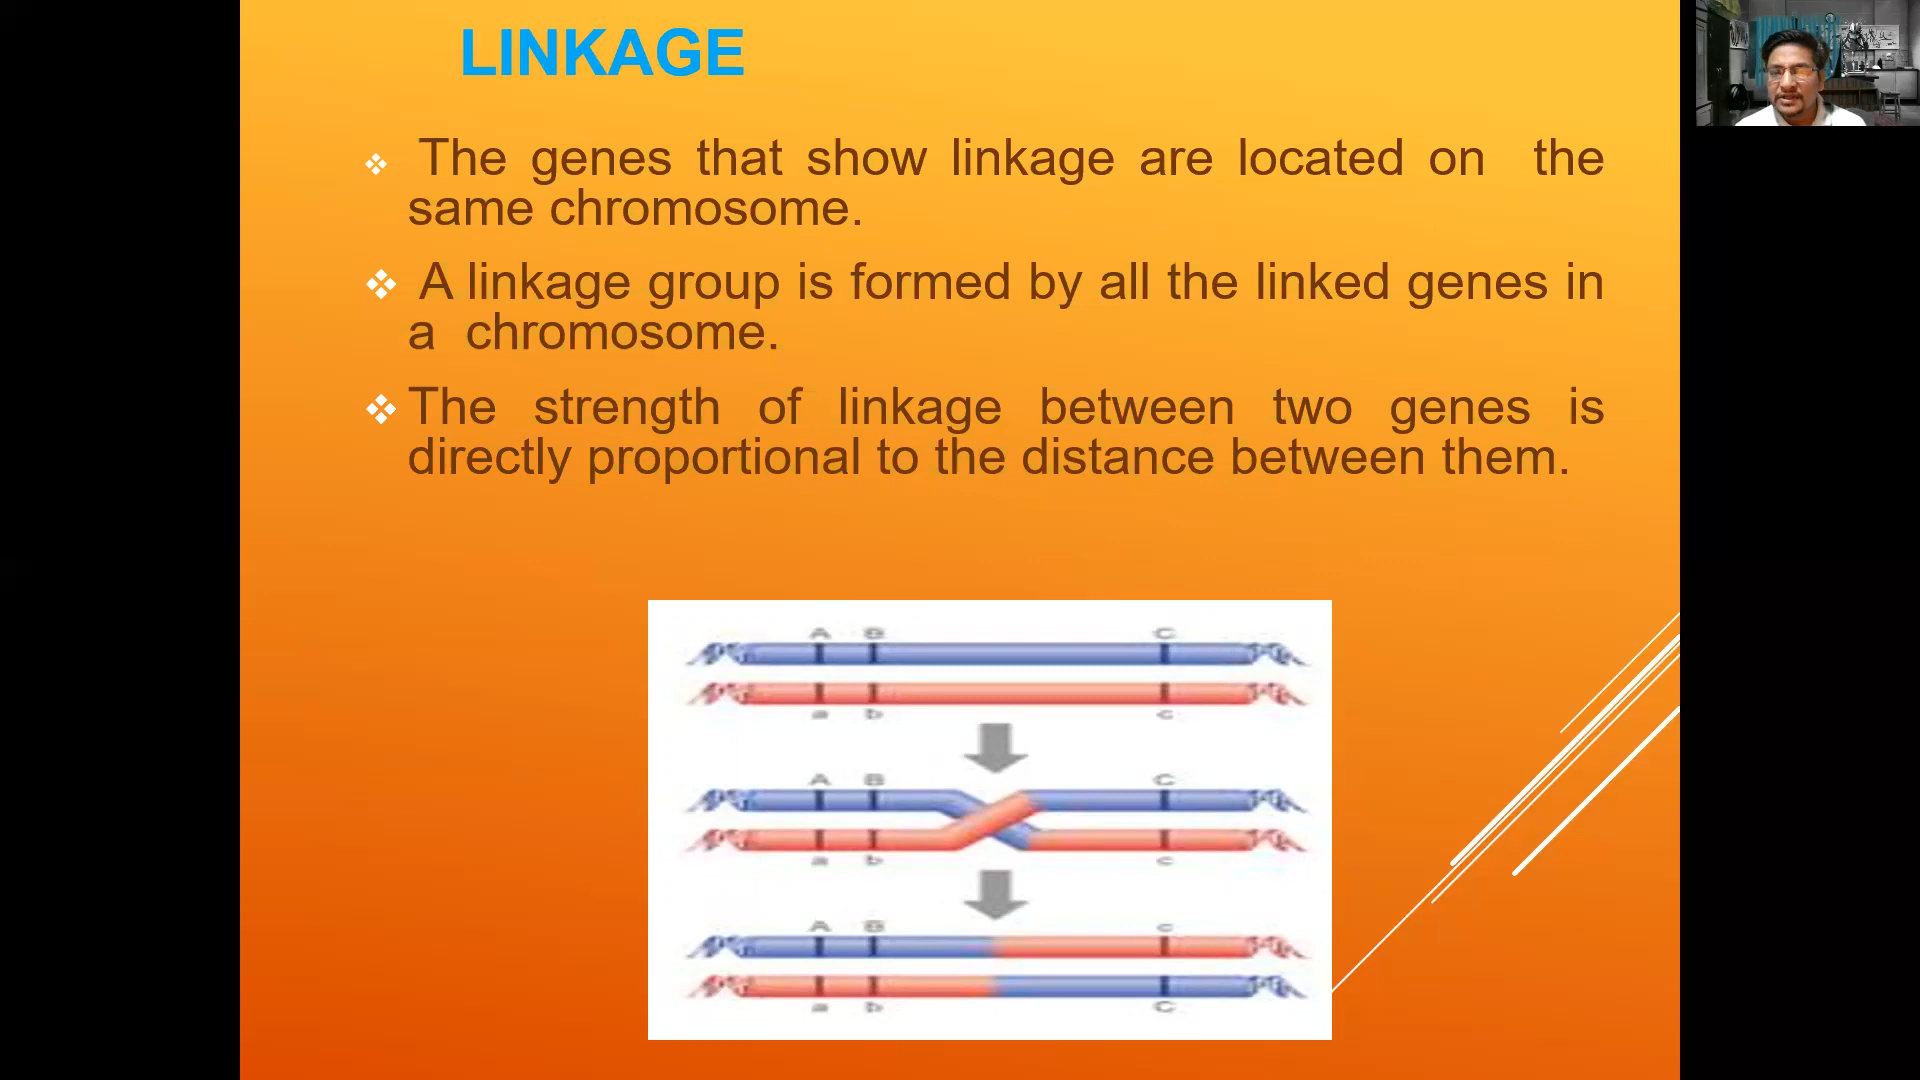 LINKAGE
❖ The genes that show linkage are located on the
same chromosome.
❖ A linkage group is formed by all the linked genes in
a chromosome.
❖ The strength of linkage between two genes is
directly proportional to the distance between them.
A B C
a b c
A B C
a b c
A B c
a b C